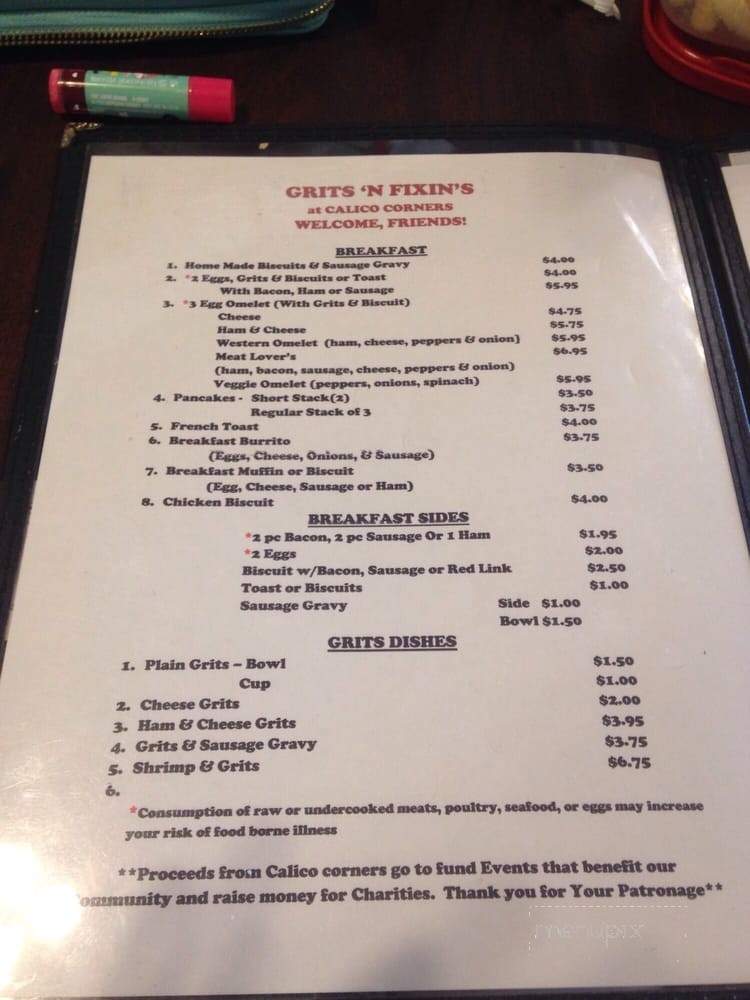 GRITS 'N FIXIN'S
at CALICO CORNERS
WELCOME, FRIENDS!
BREAKFAST
1. Home Made Biscuits & Sausage Gravy $4.00
2. *2 Eggs, Grits & Biscuits or Toast $4.00
With Bacon, Ham or Sausage $5.95
3. *3 Egg Omelet (With Grits & Biscuit)
Cheese $4.75
Ham & Cheese $5.75
Western Omelet (ham, cheese, peppers & onion) $5.95
Meat Lover's $6.95
(ham, bacon, sausage, cheese, peppers & onion)
Veggie Omelet (peppers, onions, spinach) $5.95
4. Pancakes - Short Stack(2) $3.50
Regular Stack of 3 $3.75
5. French Toast $4.00
6. Breakfast Burrito $3.75
(Eggs, Cheese, Onions, & Sausage)
7. Breakfast Muffin or Biscuit $3.50
(Egg, Cheese, Sausage or Ham)
8. Chicken Biscuit $4.00
BREAKFAST SIDES
*2 pc Bacon, 2 pc Sausage Or 1 Ham $1.95
*2 Eggs $2.00
Biscuit w/Bacon, Sausage or Red Link $2.50
Toast or Biscuits $1.00
Sausage Gravy Side $1.00
Bowl $1.50
GRITS DISHES
1. Plain Grits – Bowl $1.50
Cup $1.00
2. Cheese Grits $2.00
3. Ham & Cheese Grits $3.95
4. Grits & Sausage Gravy $3.75
5. Shrimp & Grits $6.75
6.
*Consumption of raw or undercooked meats, poultry, seafood, or eggs may increase
your risk of food borne illness
**Proceeds from Calico corners go to fund Events that benefit our
ommunity and raise money for Charities. Thank you for Your Patronage**
menupix